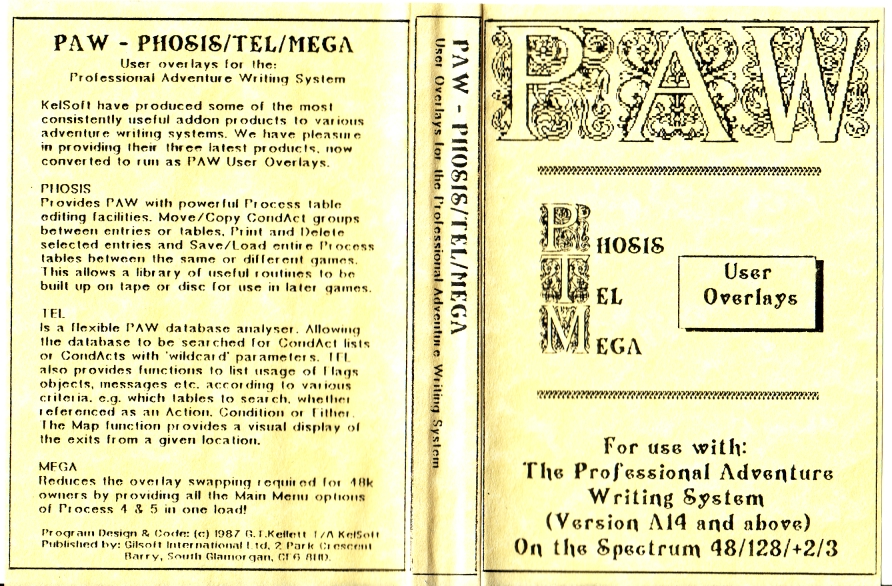 PAW - PHOSIS/TEL/MEGA
User overlays for the:
Professional Adventure Writing System
KelSoft have produced some of the most
consistently useful addon products to various
adventure writing systems. We have pleasure
in providing their three latest products, now
converted to run as PAW User Overlays.
PHOSIS
Provides PAW with powerful Process table
editing facilities. Move/Copy CondAct groups
between entries or tables, Print and Delete
selected entries and Save/Load entire Process
tables between the same or different games.
This allows a library of useful routines to be
built up on tape or disc for use in later games.
TEL
Is a flexible PAW database analyser. Allowing
the database to be searched for CondAct lists
or CondActs with 'wildcard' parameters. TEL
also provides functions to list usage of Flags
objects, messages etc. according to various
criteria. e.g. which tables to search, whether
referenced as an Action, Condition or Either.
The Map function provides a visual display of
the exits from a given location.
MEGA
Reduces the overlay swapping required for 48k
owners by providing all the Main Menu options
of Process 4 & 5 in one load!
Program Design & Code: (c) 1987 G.T.Kellett T/A KelSoft
Published by: Gilsoft International Ltd, 2 Park Crescent
Barry, South Glamorgan, CF6 8HD.
PAW - PHOSIS/TEL/MEGA
User Overlays for the Professional Adventure Writing System
PAW
PHOSIS
TEL
MEGA
User
Overlays
For use with:
The Professional Adventure
Writing System
(Version A14 and above)
On the Spectrum 48/128/+2/3